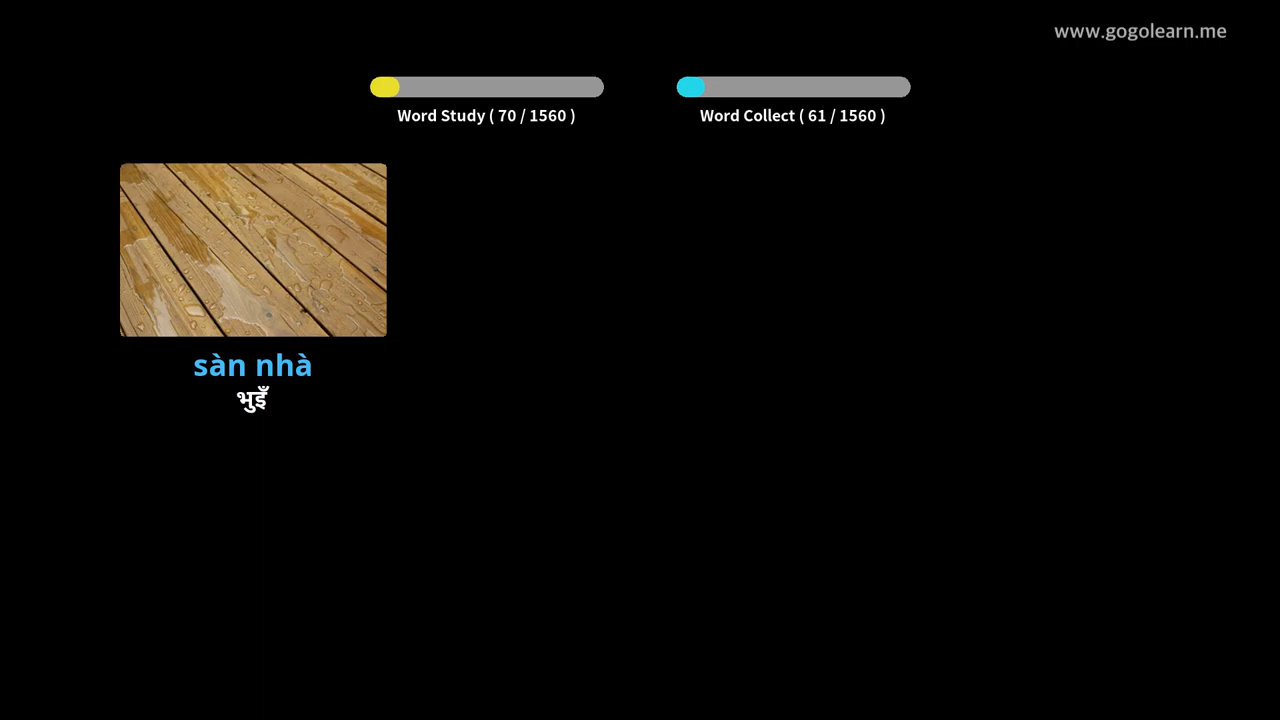 www.gogolearn.me
Word Study ( 70 / 1560 )
Word Collect ( 61 / 1560 )
sàn nhà
भुइँ